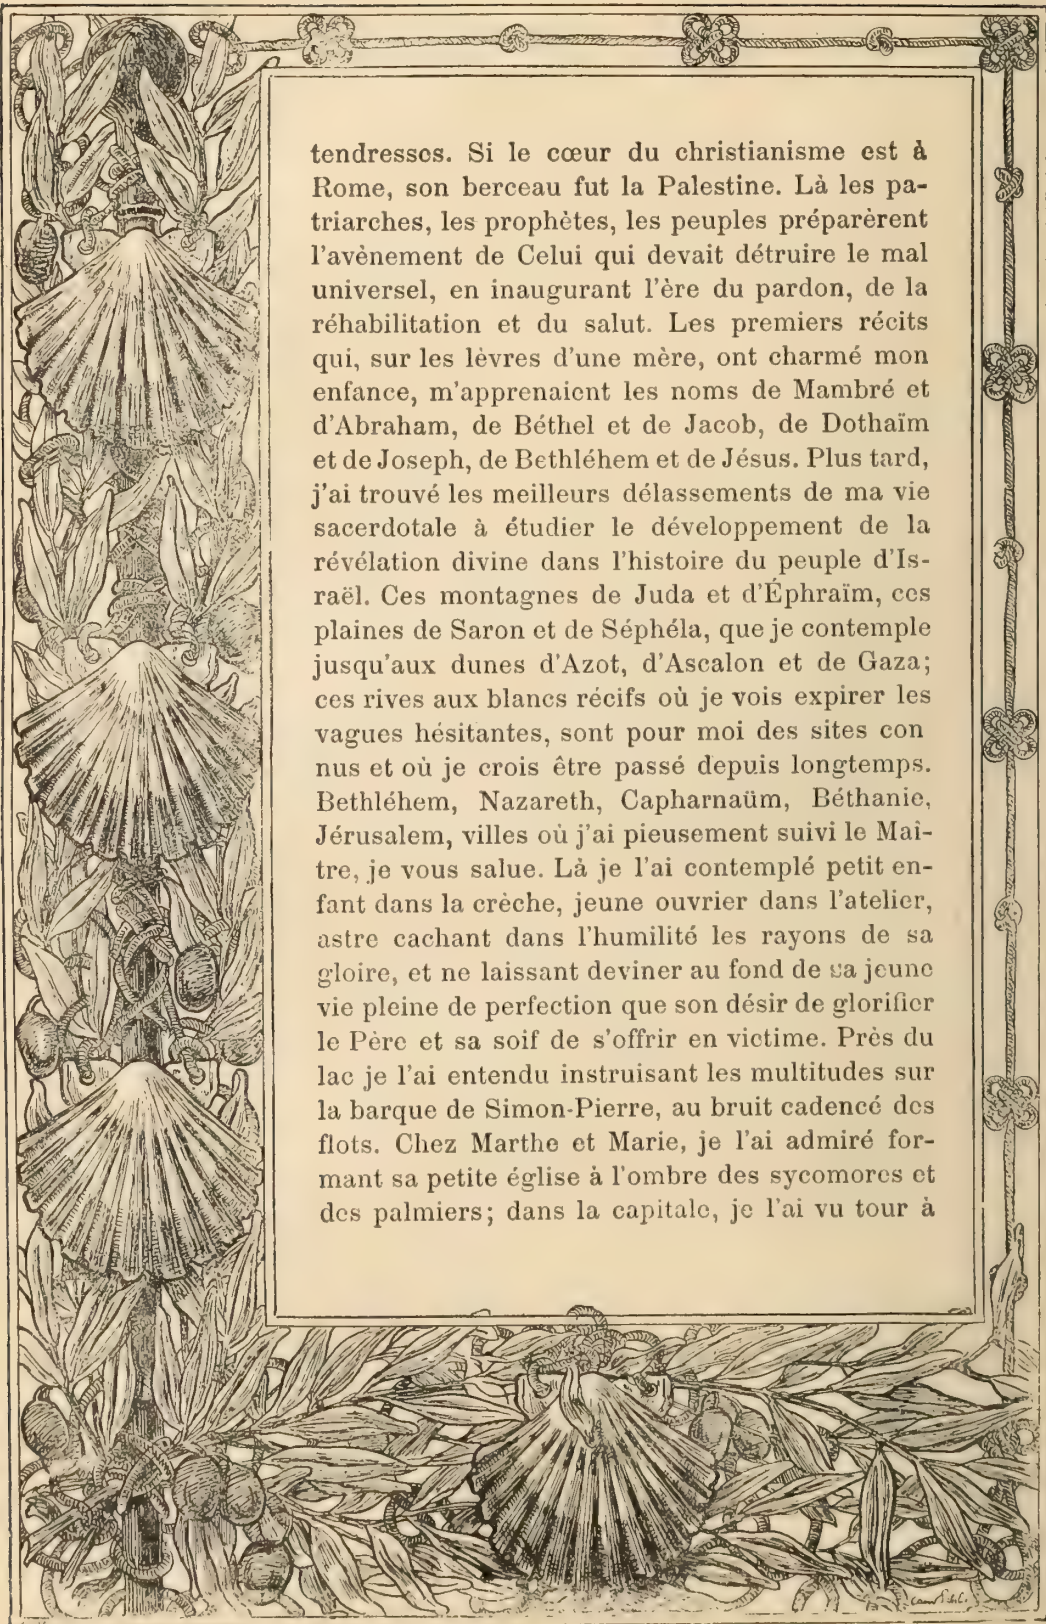 tendresses. Si le cœur du christianisme est à
Rome, son berceau fut la Palestine. Là les pa-
triarches, les prophètes, les peuples préparèrent
l'avènement de Celui qui devait détruire le mal
universel, en inaugurant l'ère du pardon, de la
réhabilitation et du salut. Les premiers récits
qui, sur les lèvres d'une mère, ont charmé mon
enfance, m'apprenaient les noms de Mambré et
d'Abraham, de Béthel et de Jacob, de Dothaïm
et de Joseph, de Bethléhem et de Jésus. Plus tard,
j'ai trouvé les meilleurs délassements de ma vie
sacerdotale à étudier le développement de la
révélation divine dans l'histoire du peuple d'Is-
raël. Ces montagnes de Juda et d'Éphraïm, ces
plaines de Saron et de Séphéla, que je contemple
jusqu'aux dunes d'Azot, d'Ascalon et de Gaza;
ces rives aux blancs récifs où je vois expirer les
vagues hésitantes, sont pour moi des sites con
nus et où je crois être passé depuis longtemps.
Bethléhem, Nazareth, Capharnaüm, Béthanie,
Jérusalem, villes où j'ai pieusement suivi le Maî-
tre, je vous salue. Là je l'ai contemplé petit en-
fant dans la crèche, jeune ouvrier dans l'atelier,
astre cachant dans l'humilité les rayons de sa
gloire, et ne laissant deviner au fond de sa jeune
vie pleine de perfection que son désir de glorifier
le Père et sa soif de s'offrir en victime. Près du
lac je l'ai entendu instruisant les multitudes sur
la barque de Simon-Pierre, au bruit cadencé des
flots. Chez Marthe et Marie, je l'ai admiré for-
mant sa petite église à l'ombre des sycomores et
des palmiers; dans la capitale, je l'ai vu tour à